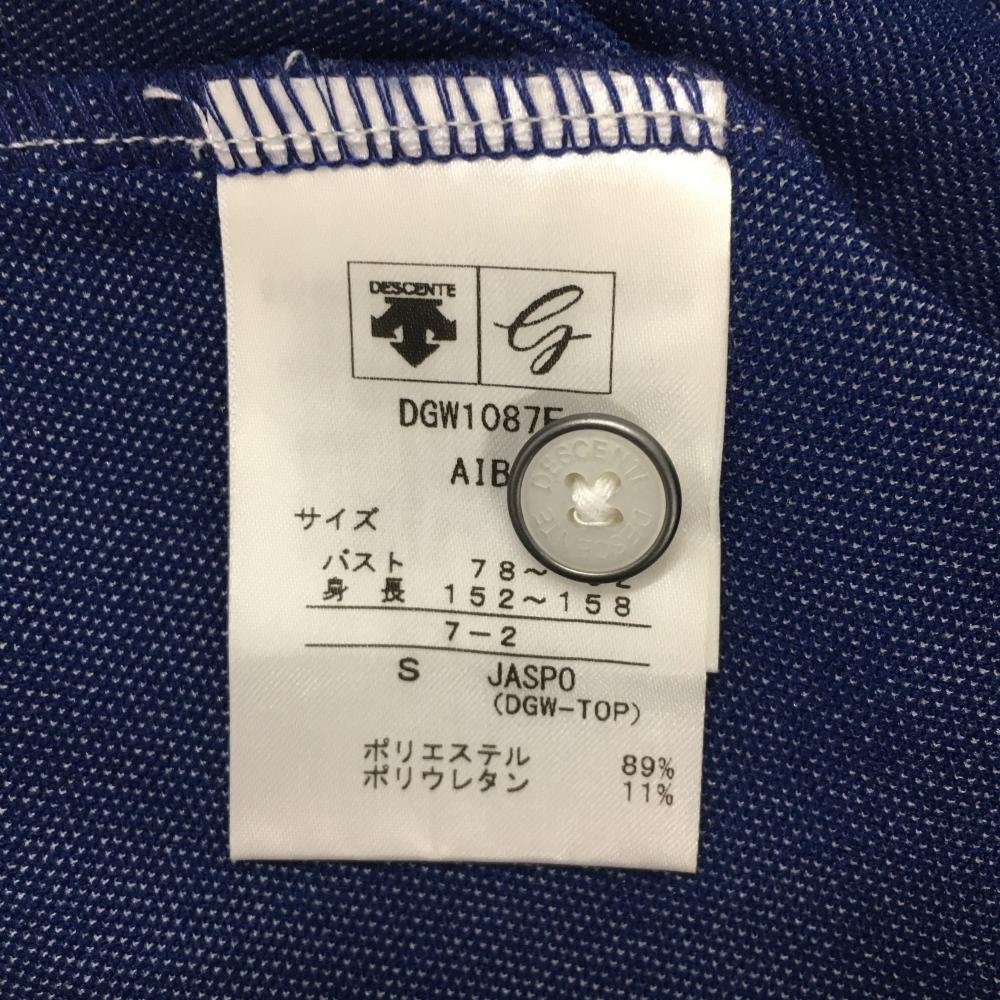 DESCENTE
DGW1087F
サイズ
バスト 78~
身長 152~158
7-2
S JASPO
(DGW-TOP)
ポリエステル 89%
ポリウレタン 11%
DESCENTE DESCENTE